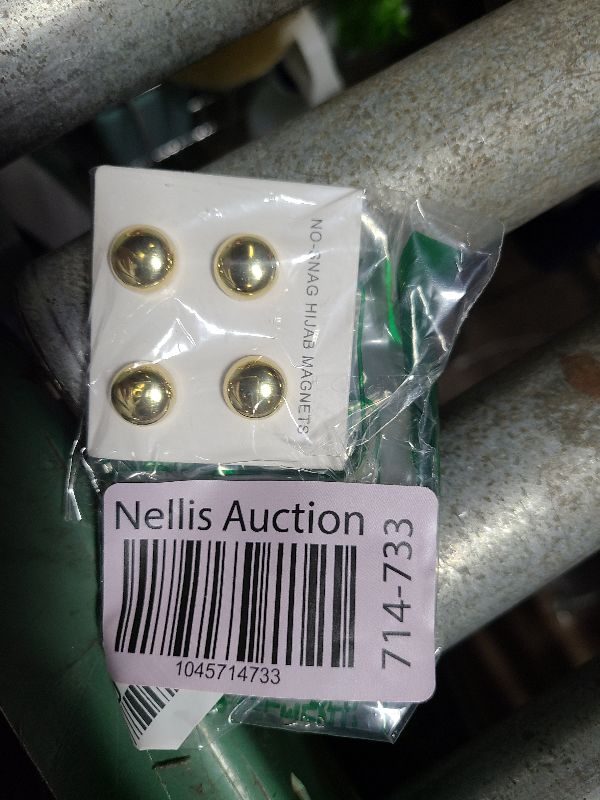 NO-SNAG HIJAB MAGNETS
Nellis Auction
714-733
1045714733